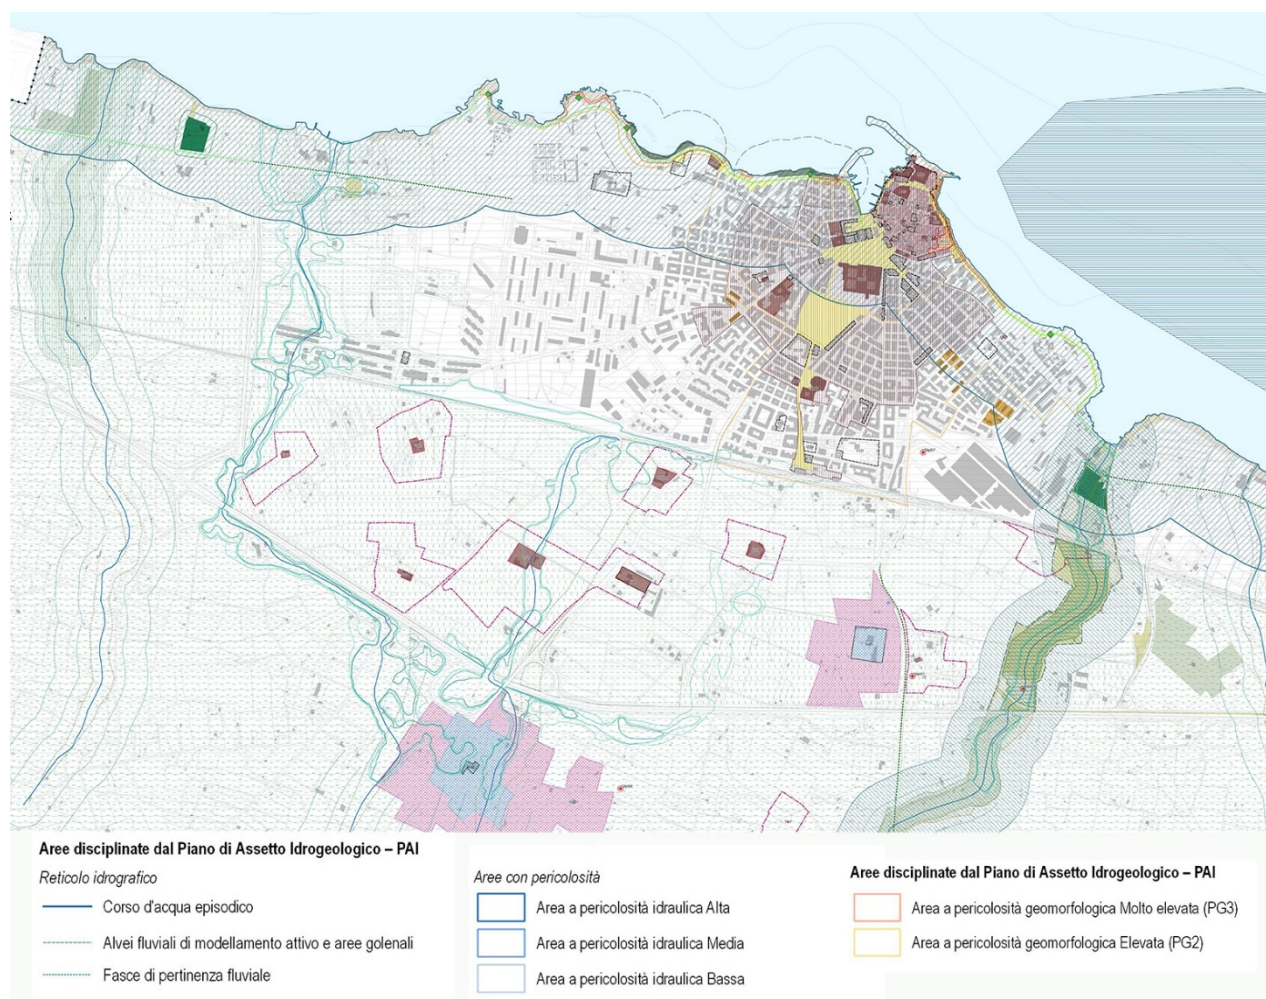 Aree disciplinate dal Piano di Assetto Idrogeologico – PAI
Reticolo idrografico
Corso d'acqua episodico
Alvei fluviali di modellamento attivo e aree golenali
Fasce di pertinenza fluviale
Aree con pericolosità
Area a pericolosità idraulica Alta
Area a pericolosità idraulica Media
Area a pericolosità idraulica Bassa
Aree disciplinate dal Piano di Assetto Idrogeologico – PAI
Area a pericolosità geomorfologica Molto elevata (PG3)
Area a pericolosità geomorfologica Elevata (PG2)